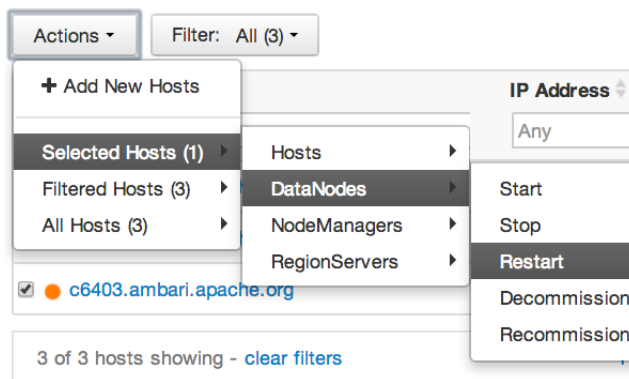 Actions
Filter: All (3)
+ Add New Hosts
IP Address
Any
Selected Hosts (1)
Hosts
Filtered Hosts (3)
DataNodes
Start
All Hosts (3)
NodeManagers
Stop
RegionServers
Restart
c6403.ambari.apache.org
Decommission
Recommission
3 of 3 hosts showing - clear filters